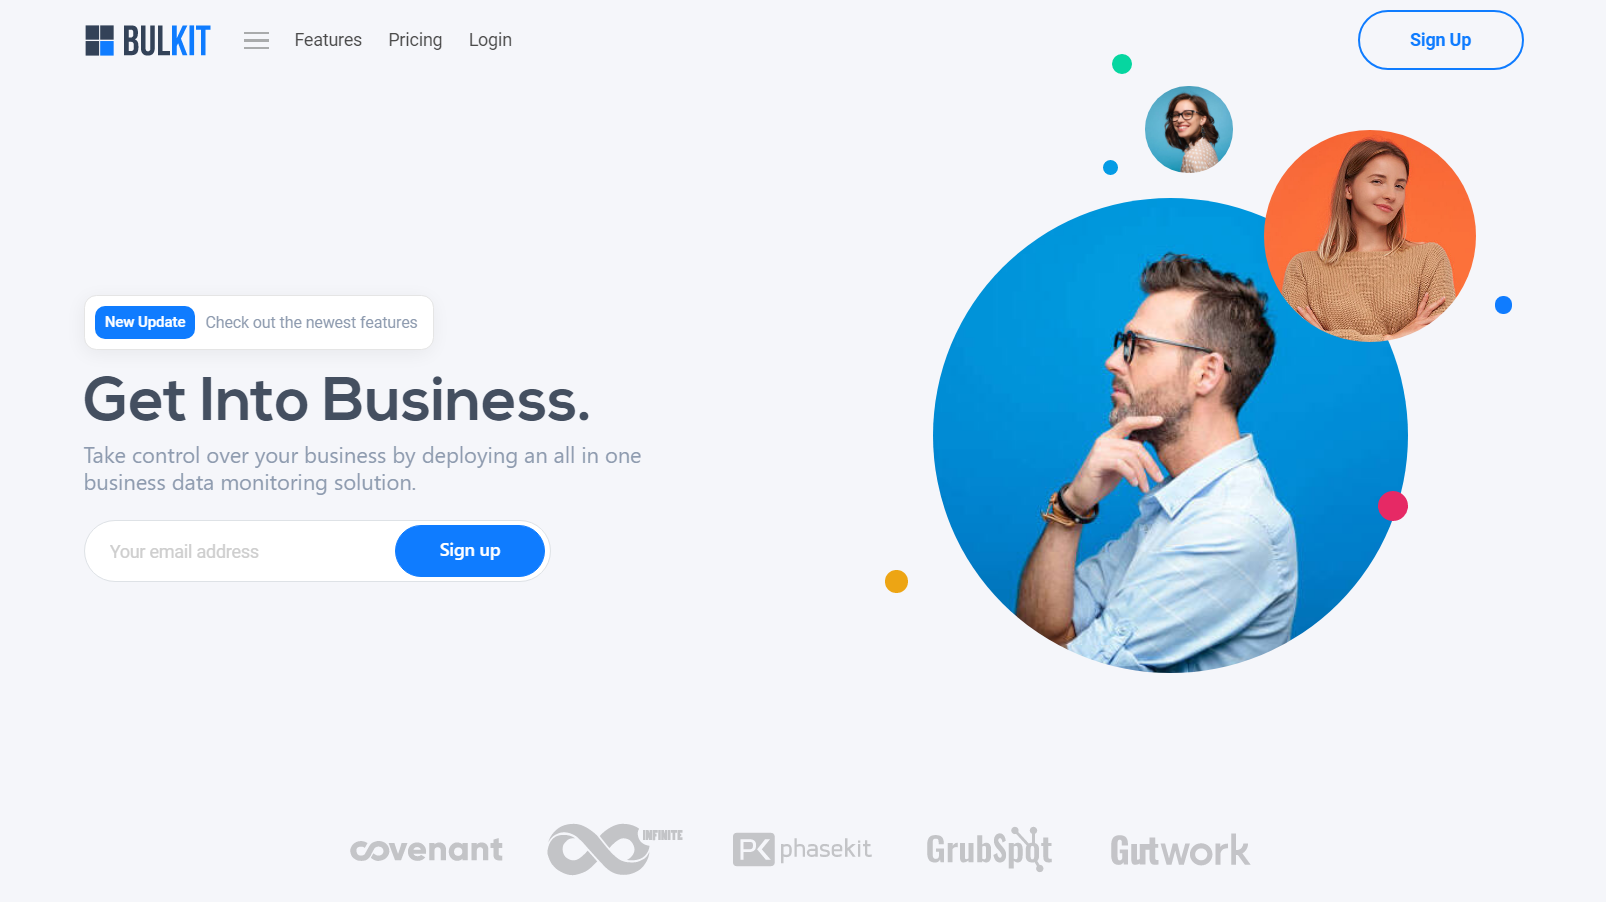 BULKIT
Features
Pricing
Login
Sign Up
New Update
Check out the newest features
Get Into Business.
Take control over your business by deploying an all in one
business data monitoring solution.
Your email address
Sign up
covenant
INFINITE
PK phasekit
GrubSpot
Gutwork